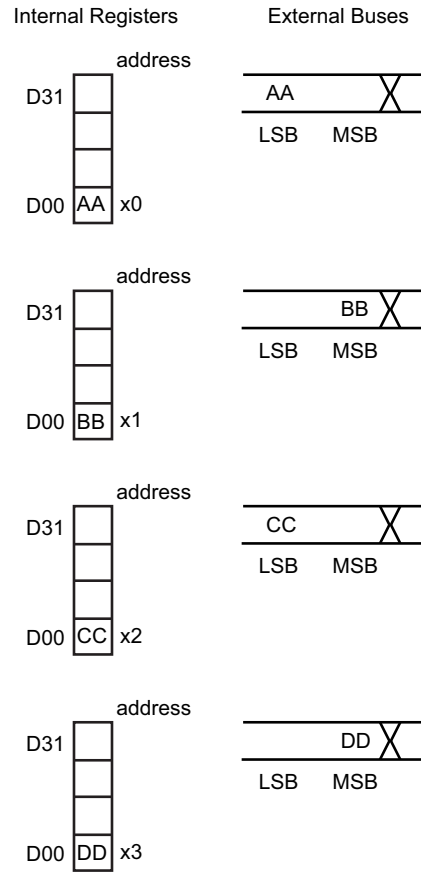 Internal Registers External Buses
address
D31 AA
LSB MSB
D00 AA x0
address
D31 BB
LSB MSB
D00 BB x1
address
D31 CC
LSB MSB
D00 CC x2
address
D31 DD
LSB MSB
D00 DD x3